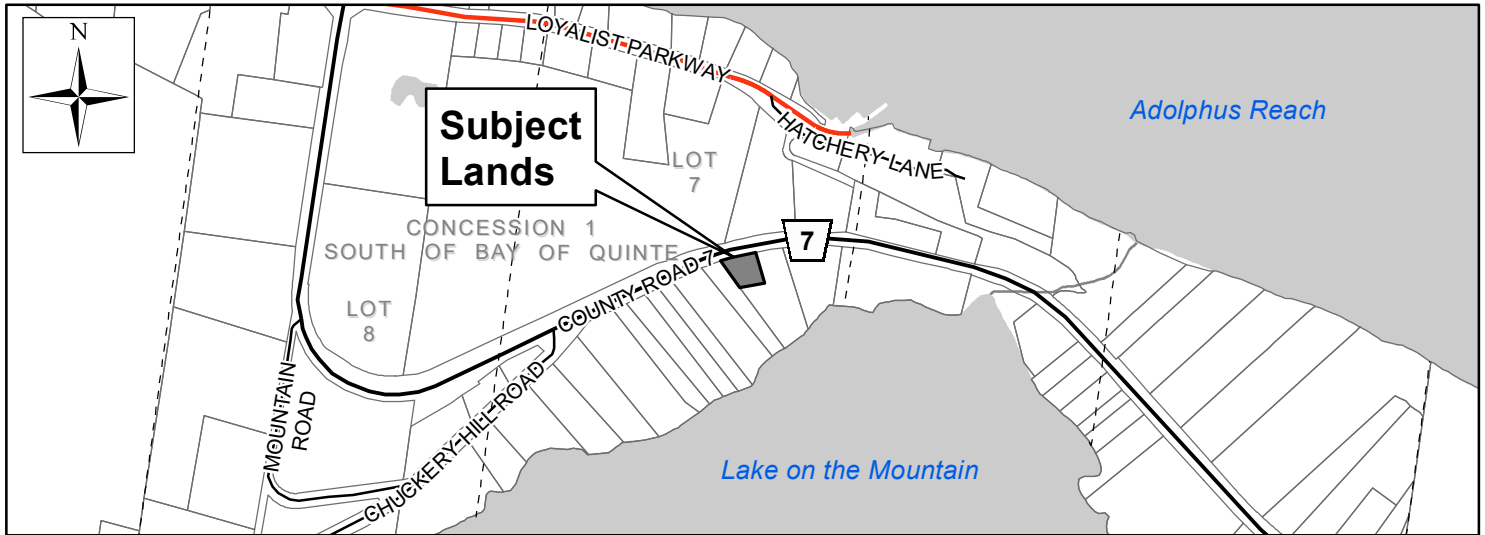 N
LOYALIST PARKWAY
Adolphus Reach
Subject
Lands
HATCHERY LANE
LOT
7
CONCESSION 1
SOUTH OF BAY OF QUINTE
7
COUNTY ROAD 7
LOT
8
MOUNTAIN
ROAD
CHUCKERY HILL ROAD
Lake on the Mountain